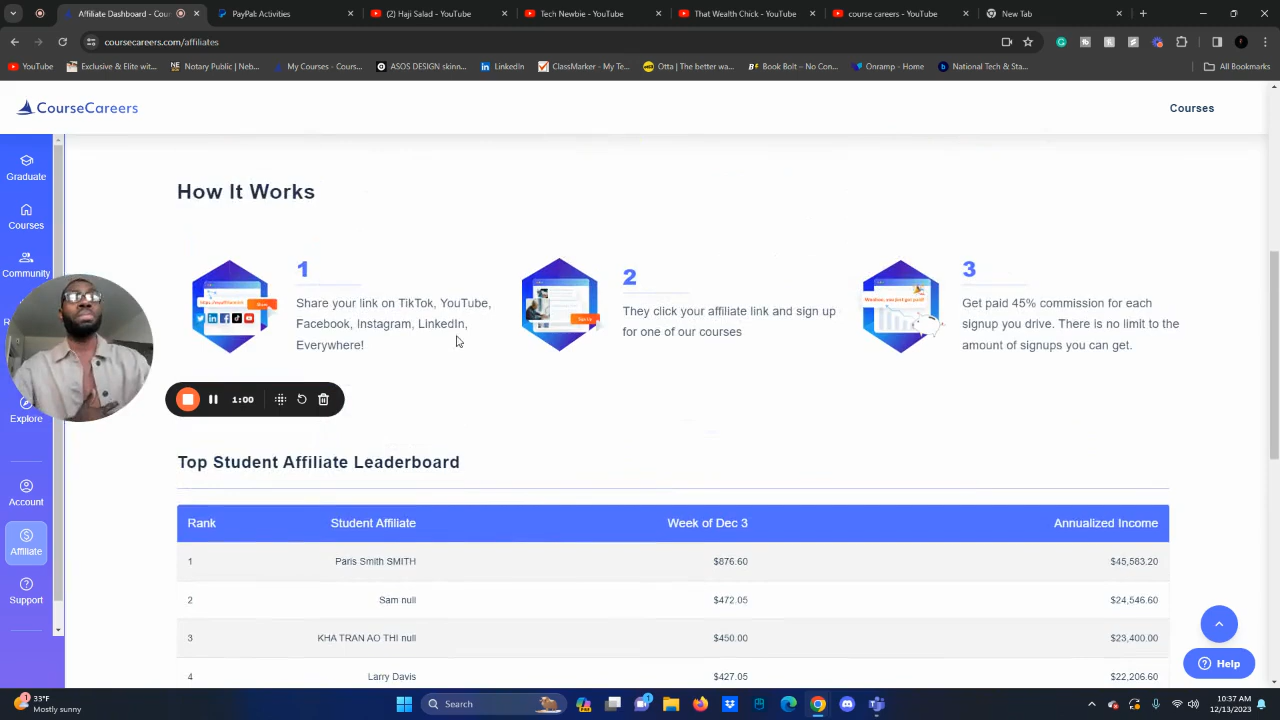 Affiliate Dashboard - Cours
PayPal: Activities
(2) Haji Salad - YouTube
Tech Newbie - YouTube
That Wealth Chick - YouTube
course careers - YouTube
New Tab
coursecareers.com/affiliates
YouTube
Exclusive & Elite wit...
Notary Public | Neb...
My Courses - Cours...
ASOS DESIGN Skinn...
LinkedIn
ClassMarker - My Te...
Otta | The better wa...
Book Bolt – No Con...
Onramp - Home
National Tech & Sta...
All Bookmarks
CourseCareers
Courses
Graduate
Courses
Community
Explore
Account
Affiliate
Support
How It Works
1
Share your link on TikTok, YouTube,
Facebook, Instagram, LinkedIn,
Everywhere!
2
They click your affiliate link and sign up
for one of our courses
3
Get paid 45% commission for each
signup you drive. There is no limit to the
amount of signups you can get.
1:00
Top Student Affiliate Leaderboard
Rank Student Affiliate Week of Dec 3 Annualized Income
1 Paris Smith SMITH $876.60 $45,583.20
2 Sam null $472.05 $24,546.60
3 KHA TRAN AO THI null $450.00 $23,400.00
4 Larry Davis $427.05 $22,206.60
Help
33°F
Mostly sunny
Search
10:37 AM
12/13/2023